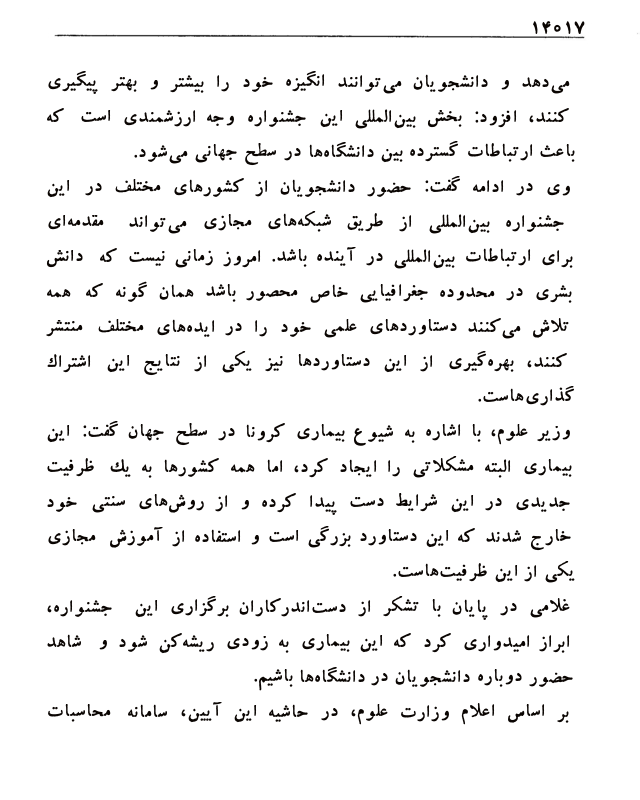 ۱۴۰۱۷
می‌دهد و دانشجویان می‌توانند انگیزه خود را بیشتر و بهتر پیگیری
کنند، افزود: بخش بین‌المللی این جشنواره وجه ارزشمندی است که
باعث ارتباطات گسترده بین دانشگاه‌ها در سطح جهانی می‌شود.
وی در ادامه گفت: حضور دانشجویان از کشورهای مختلف در این
جشنواره بین‌المللی از طریق شبکه‌های مجازی می‌تواند مقدمه‌ای
برای ارتباطات بین‌المللی در آینده باشد. امروز زمانی نیست که دانش
بشری در محدوده جغرافیایی خاص محصور باشد همان گونه که همه
تلاش می‌کنند دستاوردهای علمی خود را در ایده‌های مختلف منتشر
کنند، بهره‌گیری از این دستاوردها نیز یکی از نتایج این اشتراك
گذاری‌هاست.
وزیر علوم، با اشاره به شیوع بیماری کرونا در سطح جهان گفت: این
بیماری البته مشکلاتی را ایجاد کرد، اما همه کشورها به یك ظرفیت
جدیدی در این شرایط دست پیدا کرده و از روش‌های سنتی خود
خارج شدند که این دستاورد بزرگی است و استفاده از آموزش مجازی
یکی از این ظرفیت‌هاست.
غلامی در پایان با تشکر از دست‌اندرکاران برگزاری این جشنواره،
ابراز امیدواری کرد که این بیماری به زودی ریشه‌کن شود و شاهد
حضور دوباره دانشجویان در دانشگاه‌ها باشیم.
بر اساس اعلام وزارت علوم، در حاشیه این آیین، سامانه محاسبات